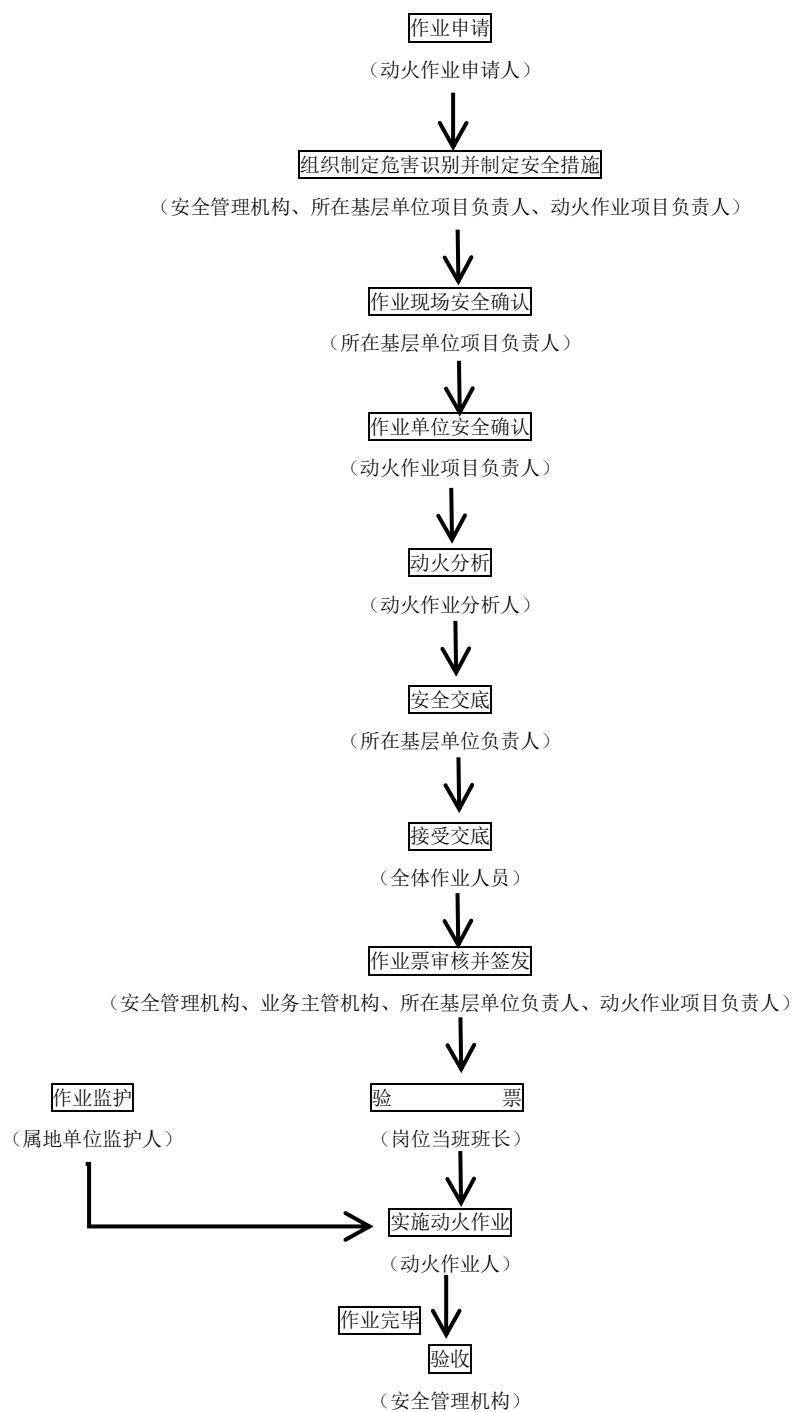 作业申请
（动火作业申请人）
组织制定危害识别并制定安全措施
（安全管理机构、所在基层单位项目负责人、动火作业项目负责人）
作业现场安全确认
（所在基层单位项目负责人）
作业单位安全确认
（动火作业项目负责人）
动火分析
（动火作业分析人）
安全交底
（所在基层单位负责人）
接受交底
（全体作业人员）
作业票审核并签发
（安全管理机构、业务主管机构、所在基层单位负责人、动火作业项目负责人）
作业监护
（属地单位监护人）
验 票
（岗位当班班长）
实施动火作业
（动火作业人）
作业完毕
验收
（安全管理机构）